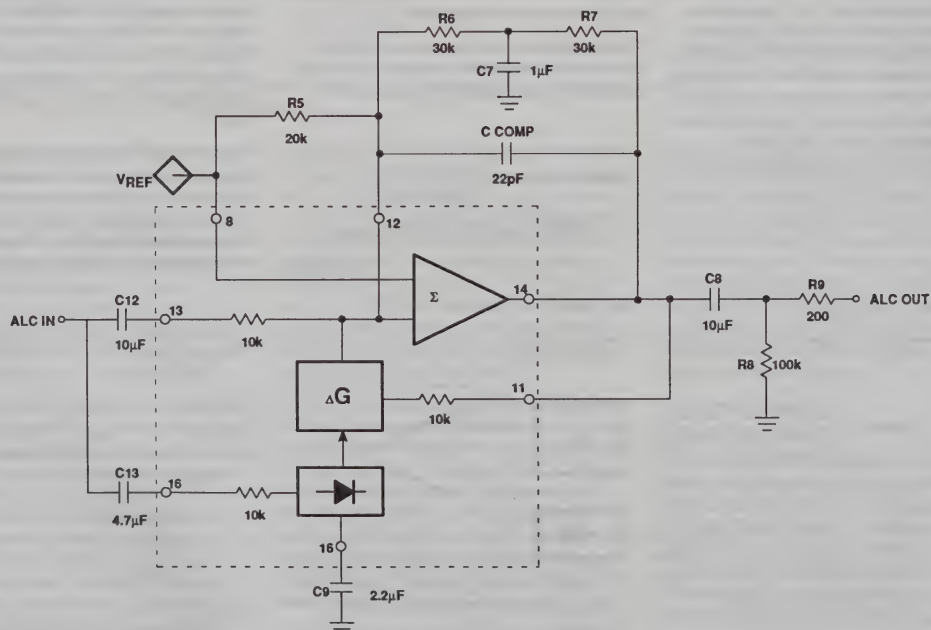 R6
30k
R7
30k
C7
1µF
R5
20k
C COMP
22pF
VREF
8
12
Σ
14
C8
10µF
R9
200
ALC OUT
ALC IN
C12
10µF
13
10k
R8
100k
ΔG
11
10k
C13
4.7µF
16
10k
16
C9
2.2µF